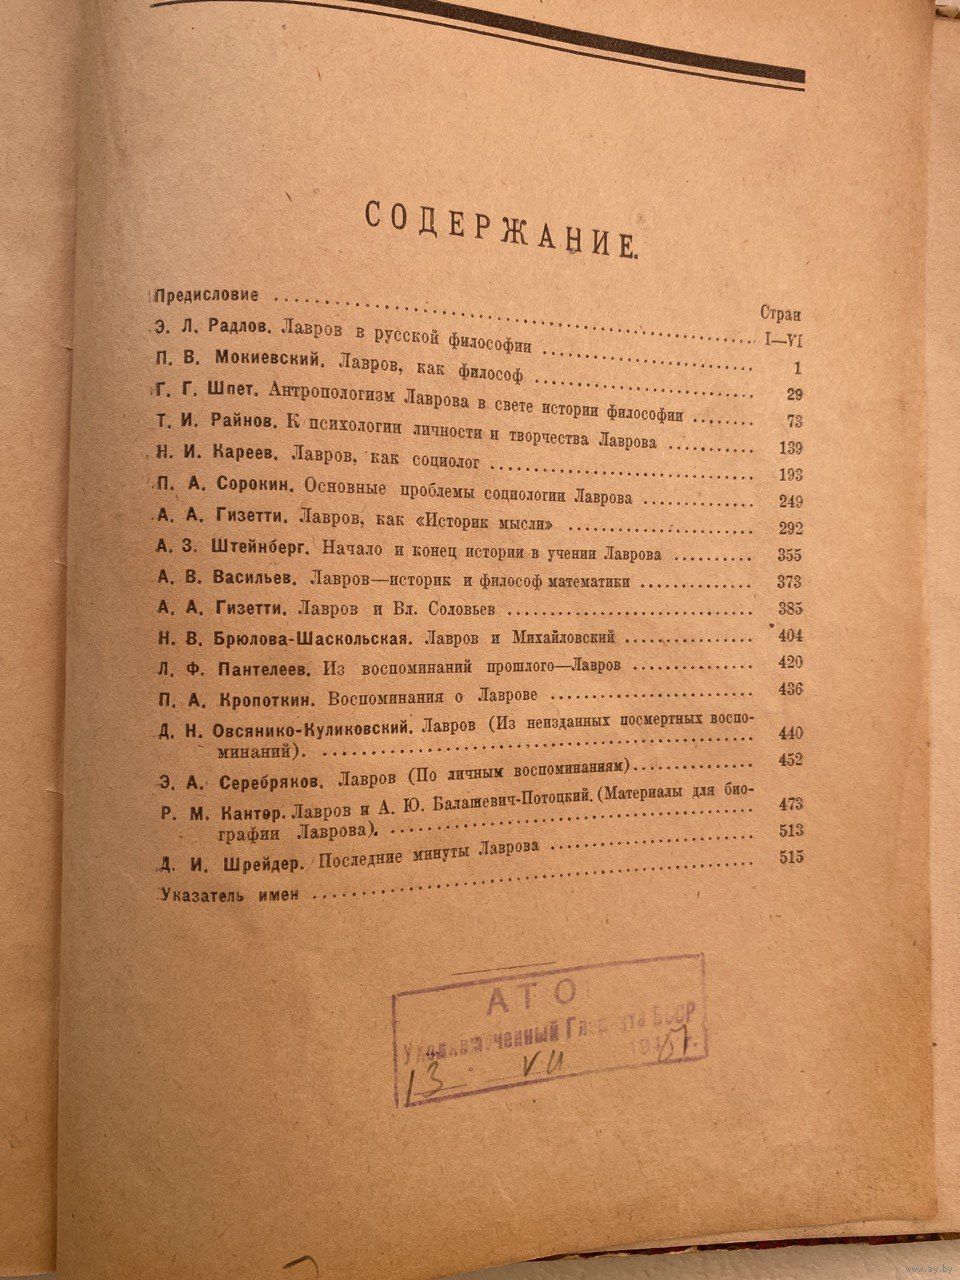 СОДЕРЖАНИЕ.
Стран
Предисловие I—VI
Э. Л. Радлов. Лавров в русской философии 1
П. В. Мокиевский. Лавров, как философ 29
Г. Г. Шпет. Антропологизм Лаврова в свете истории философии 73
Т. И. Райнов. К психологии личности и творчества Лаврова 139
Н. И. Кареев. Лавров, как социолог 193
П. А. Сорокин. Основные проблемы социологии Лаврова 249
А. А. Гизетти. Лавров, как «Историк мысли» 292
А. З. Штейнберг. Начало и конец истории в учении Лаврова 355
А. В. Васильев. Лавров—историк и философ математики 373
А. А. Гизетти. Лавров и Вл. Соловьев 385
Н. В. Брюлова-Шаскольская. Лавров и Михайловский 404
Л. Ф. Пантелеев. Из воспоминаний прошлого—Лавров 420
П. А. Кропоткин. Воспоминания о Лаврове 436
Д. Н. Овсянико-Куликовский. Лавров (Из неизданных посмертных воспо-
минаний). 440
Э. А. Серебряков. Лавров (По личным воспоминаниям) 452
Р. М. Кантор. Лавров и А. Ю. Балашевич-Потоцкий. (Материалы для био-
графии Лаврова). 473
Д. И. Шрейдер. Последние минуты Лаврова 513
Указатель имен 515
АТО
БССР
13 VII г.
www.ay.by